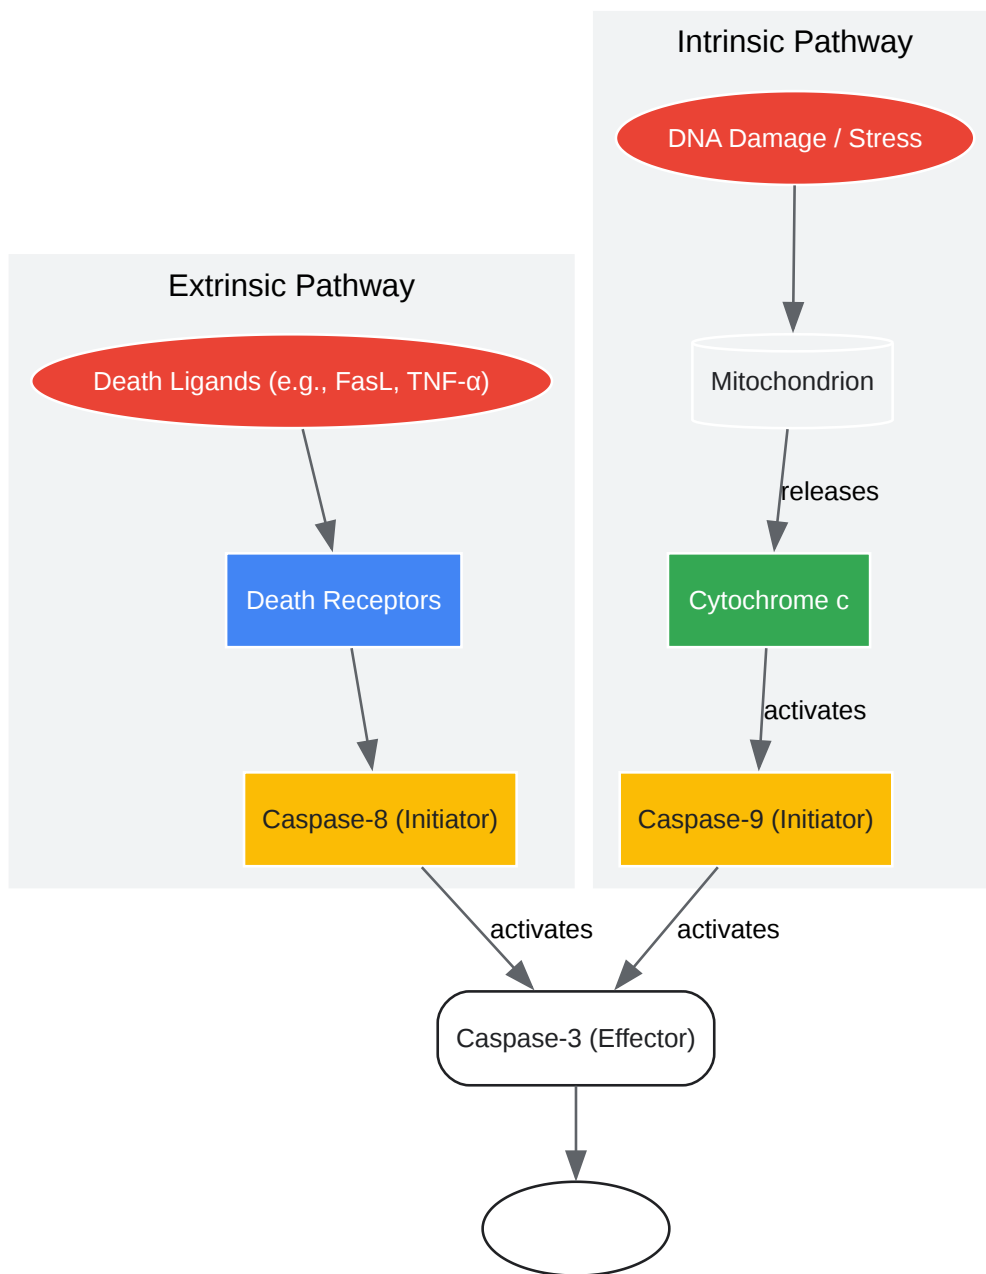 Intrinsic Pathway
DNA Damage / Stress
Extrinsic Pathway
Death Ligands (e.g., FasL, TNF-α)
Mitochondrion
releases
Death Receptors
Cytochrome c
activates
Caspase-8 (Initiator)
Caspase-9 (Initiator)
activates
activates
Caspase-3 (Effector)